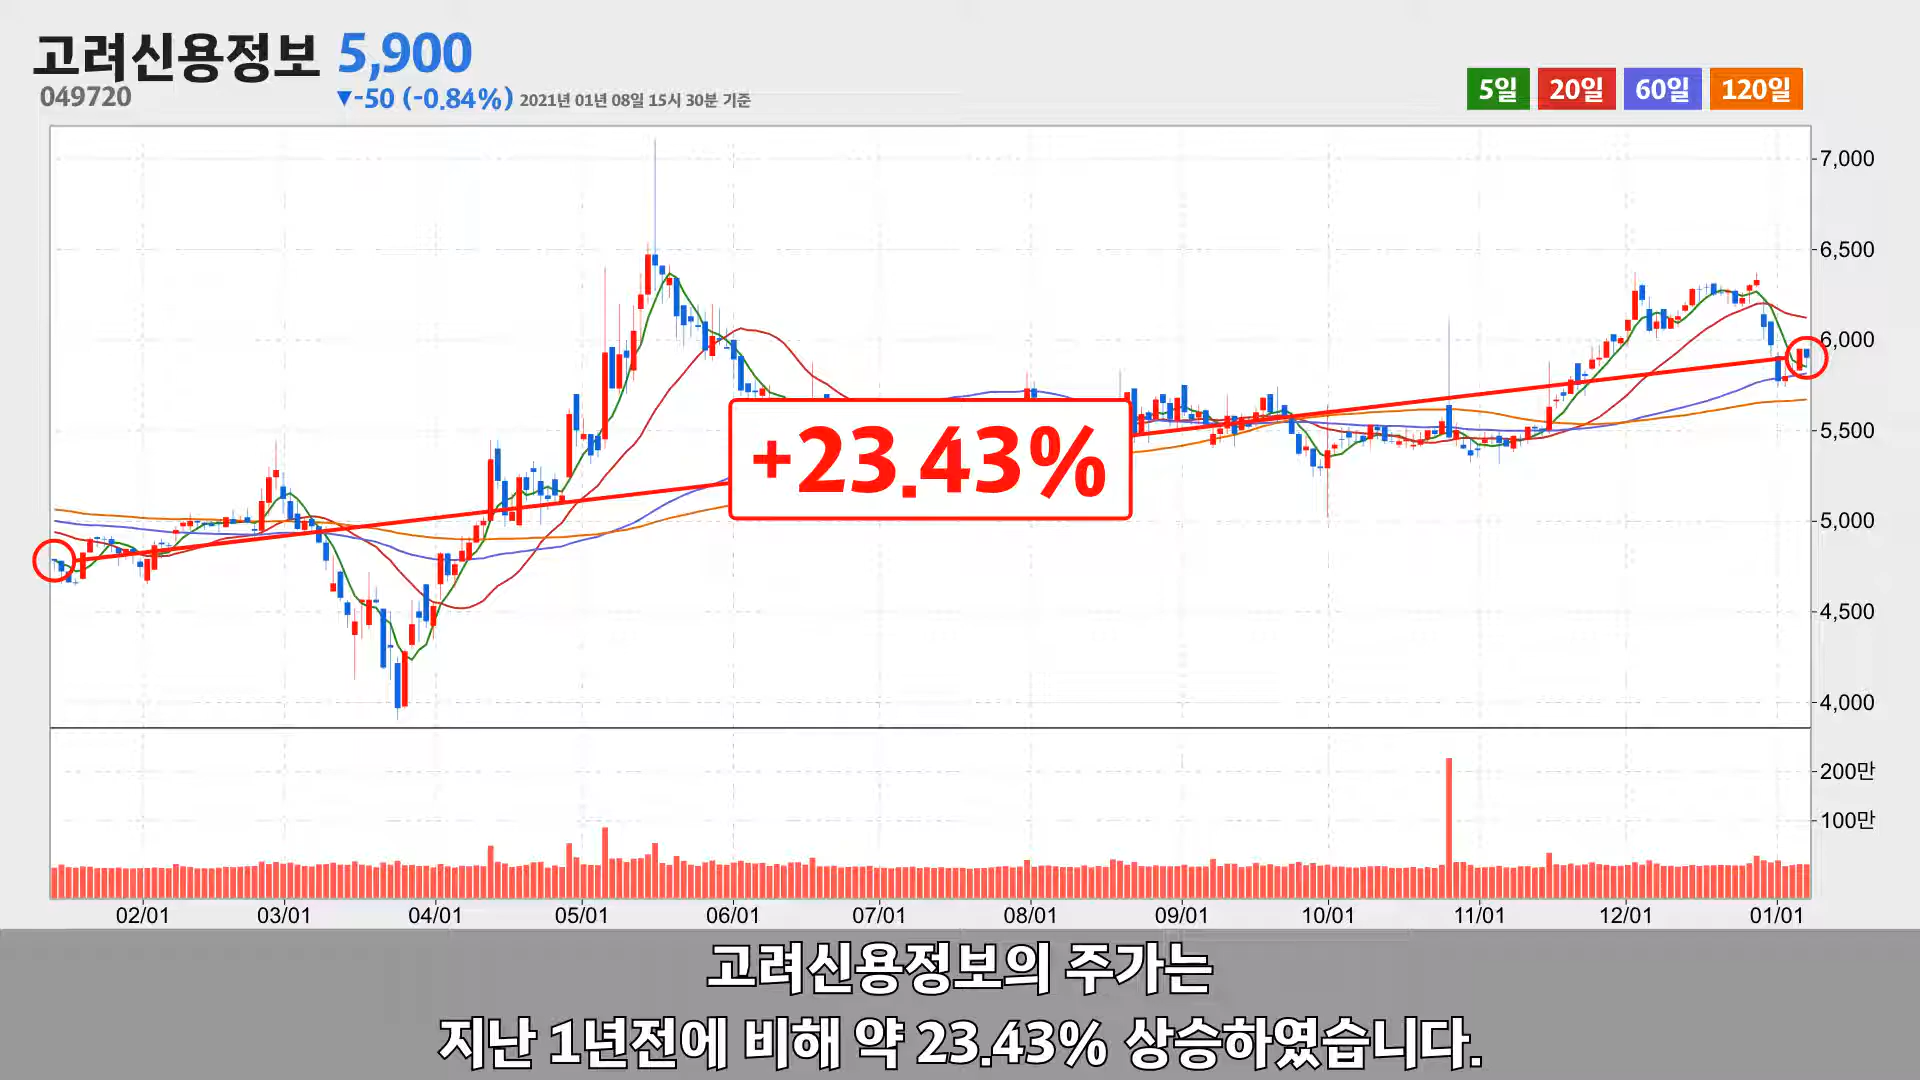 고려신용정보 5,900
049720
▼-50 (-0.84%) 2021년 01년 08일 15시 30분 기준
5일 20일 60일 120일
7,000
6,500
6,000
5,500
5,000
4,500
4,000
+23.43%
200만
100만
02/01 03/01 04/01 05/01 06/01 07/01 08/01 09/01 10/01 11/01 12/01 01/01
고려신용정보의 주가는
지난 1년전에 비해 약 23.43% 상승하였습니다.